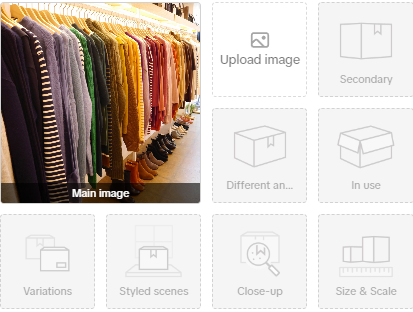 Upload image
Secondary
Main image
Different an...
In use
Variations
Styled scenes
Close-up
Size & Scale